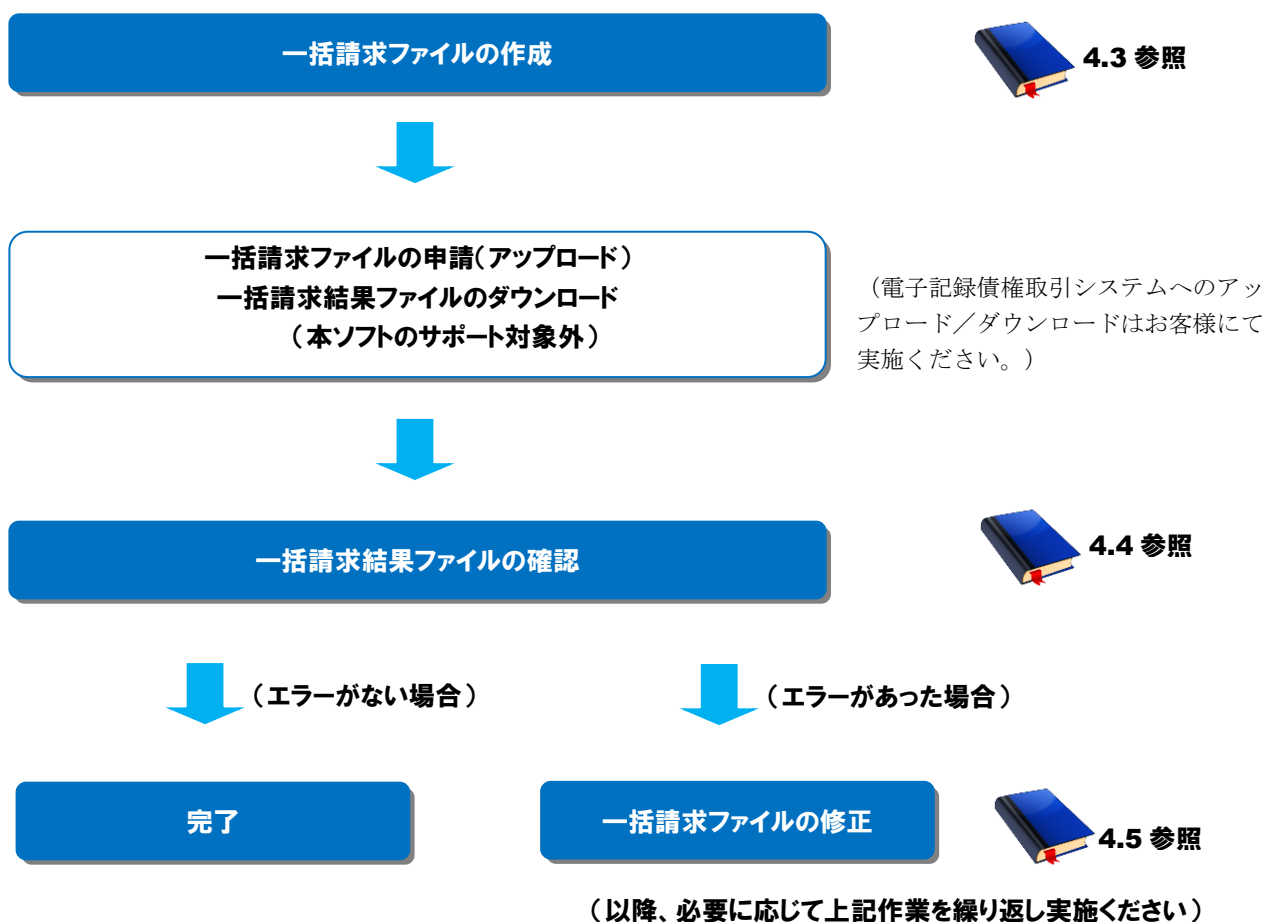 一括請求ファイルの作成
4.3 参照
一括請求ファイルの申請（アップロード）
一括請求結果ファイルのダウンロード
（本ソフトのサポート対象外）
（電子記録債権取引システムへのアッ
プロード／ダウンロードはお客様にて
実施ください。）
一括請求結果ファイルの確認
4.4 参照
（エラーがない場合）
（エラーがあった場合）
完了
一括請求ファイルの修正
4.5 参照
（以降、必要に応じて上記作業を繰り返し実施ください）